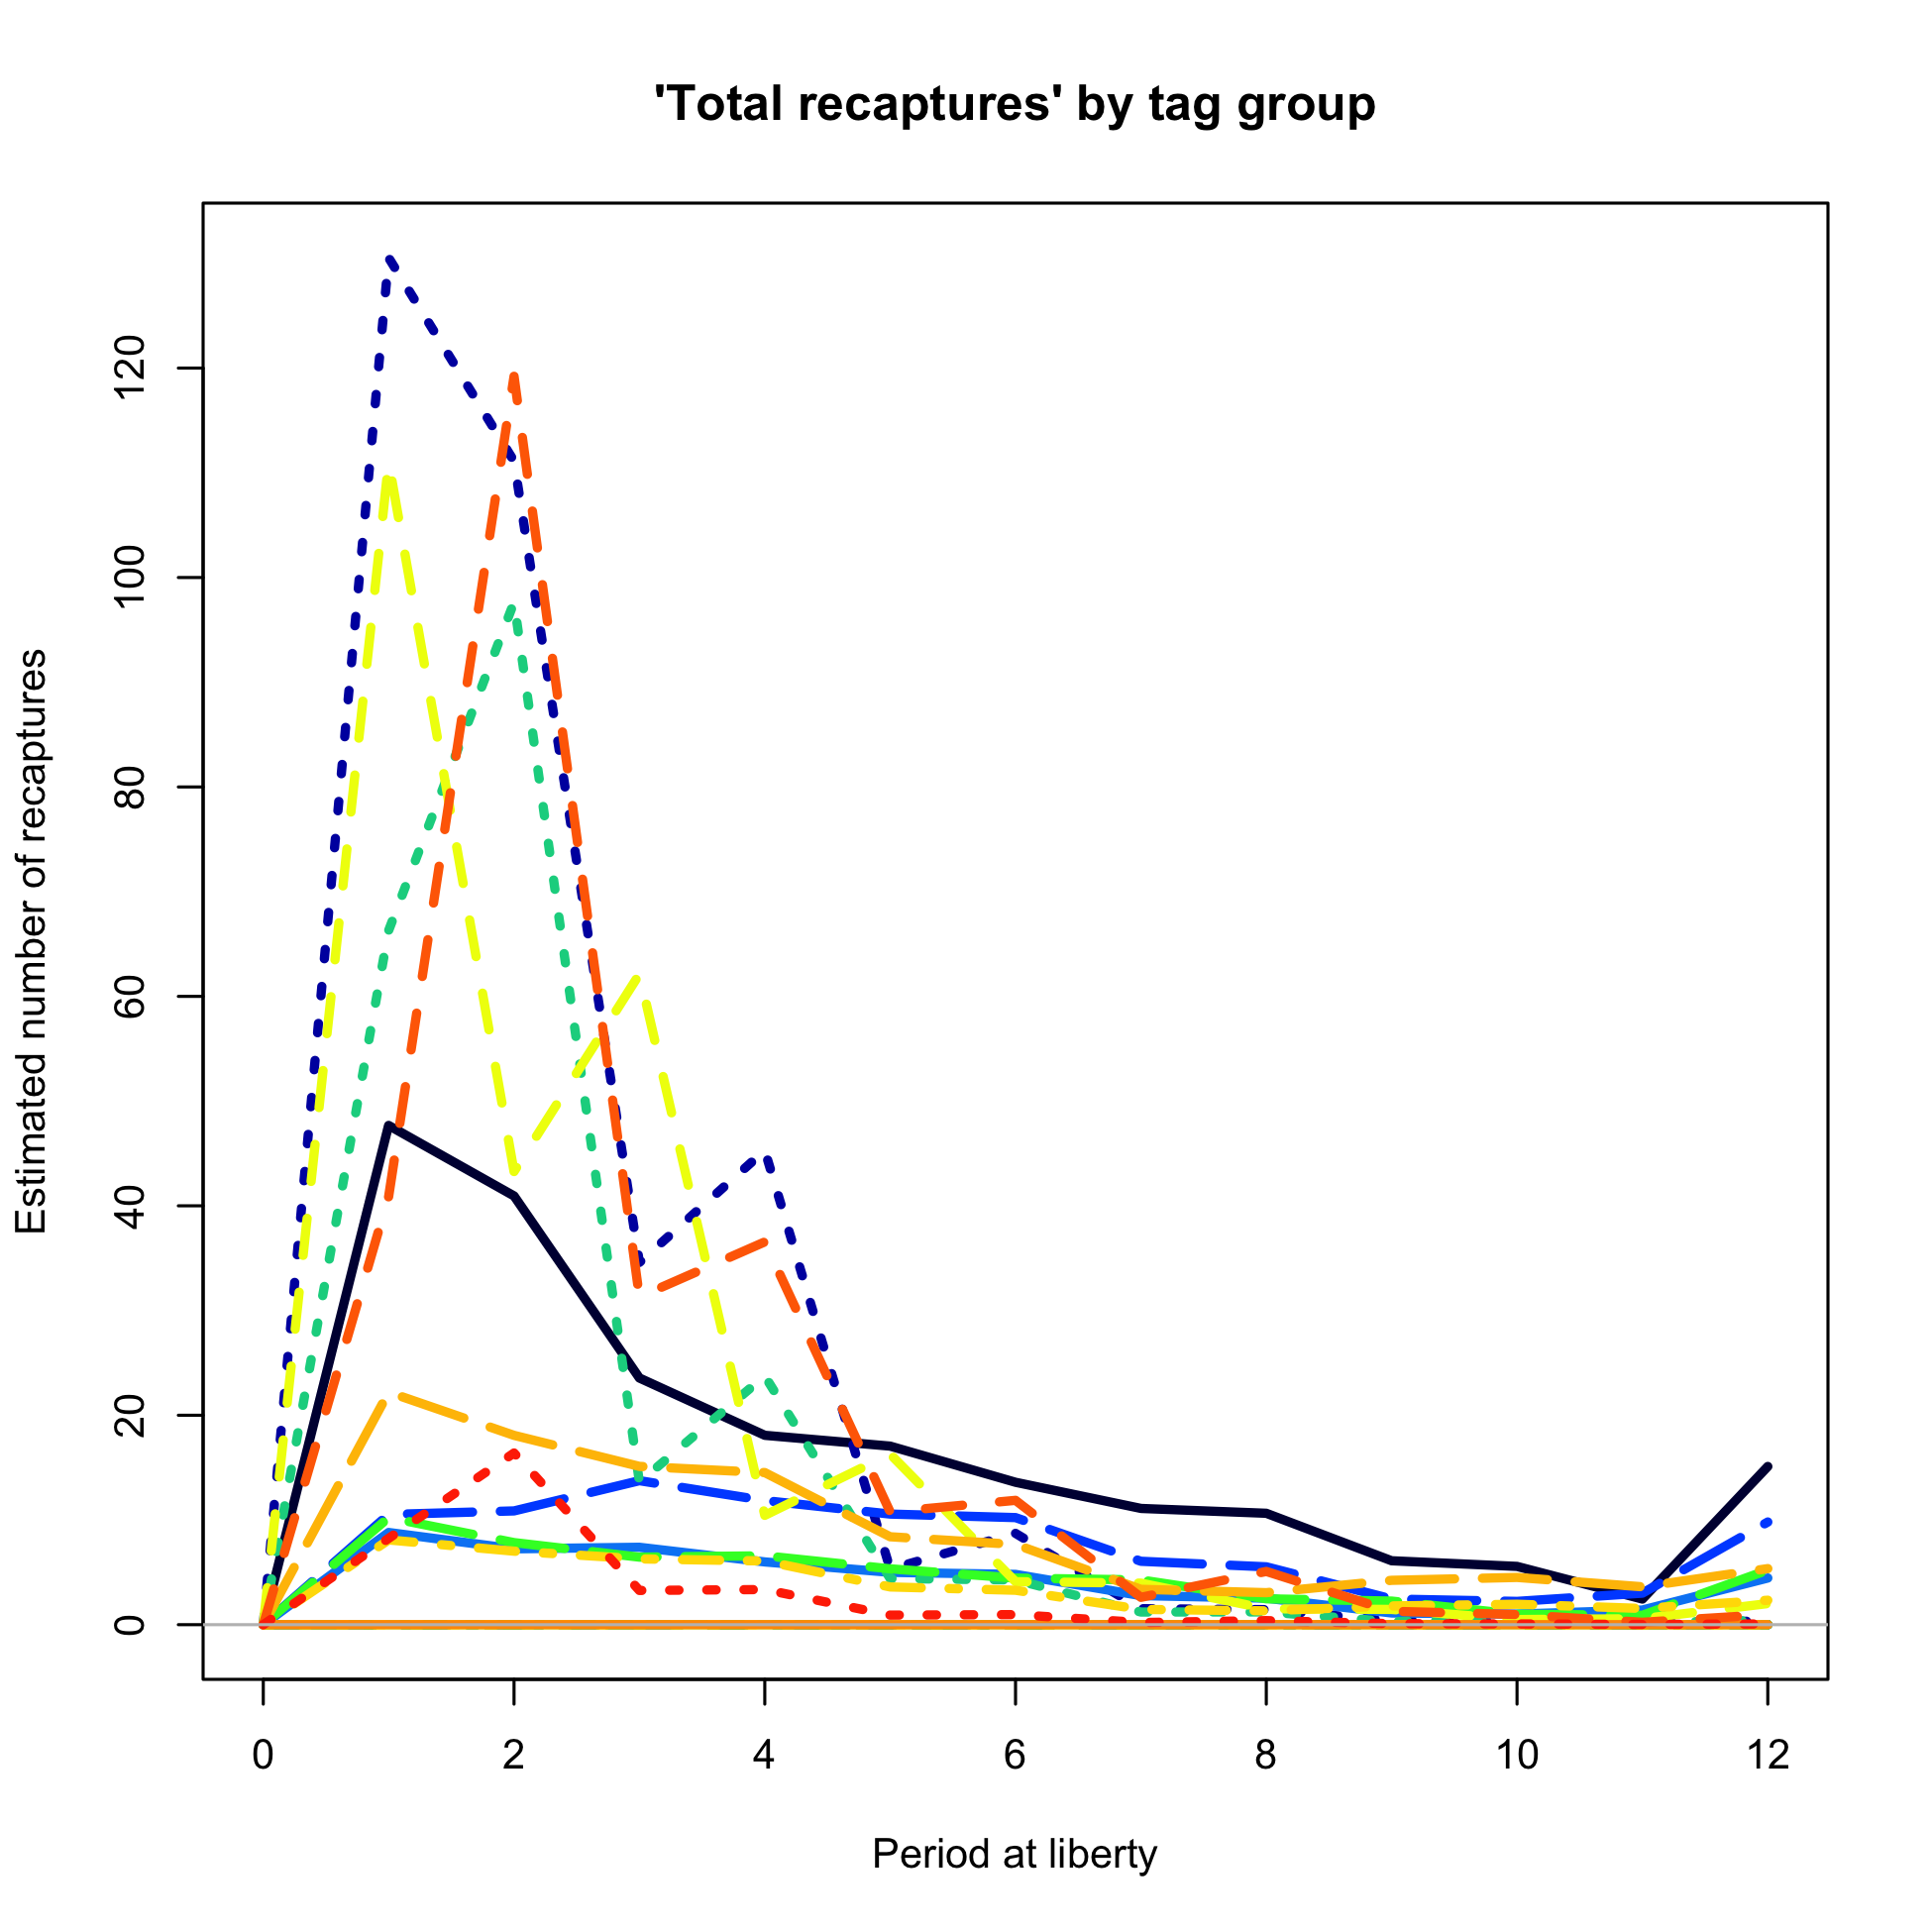 'Total recaptures' by tag group
Estimated number of recaptures
120
100
80
60
40
20
0
0 2 4 6 8 10 12
Period at liberty